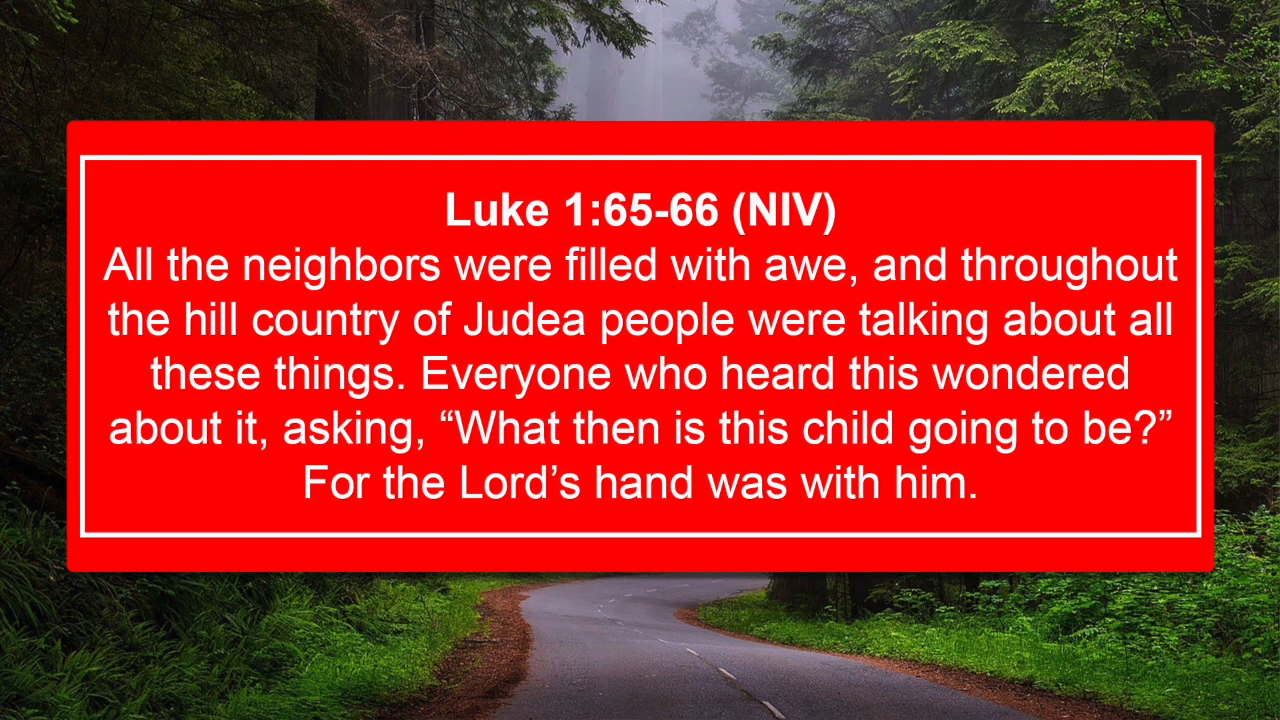 Luke 1:65-66 (NIV)
All the neighbors were filled with awe, and throughout
the hill country of Judea people were talking about all
these things. Everyone who heard this wondered
about it, asking, “What then is this child going to be?”
For the Lord’s hand was with him.